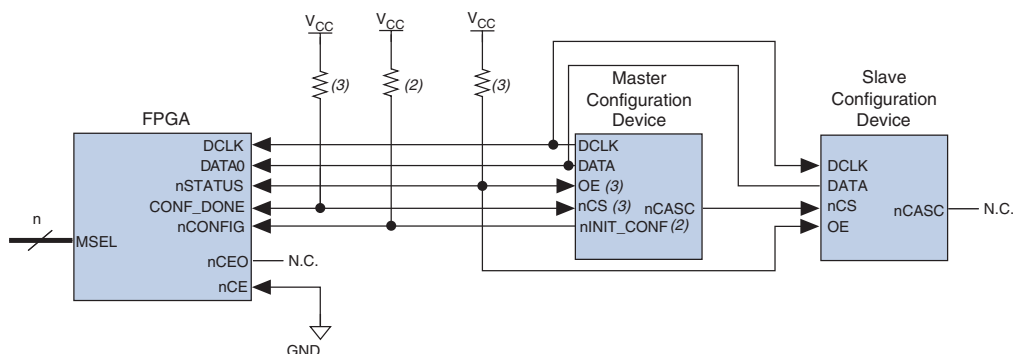 VCC
VCC
VCC
(3)
(2)
(3)
Master
Configuration
Device
Slave
Configuration
Device
FPGA
DCLK
DATA0
nSTATUS
CONF_DONE
nCONFIG
nCEO
nCE
n
MSEL
N.C.
GND
DCLK
DATA
OE (3)
nCS (3)
nCASC
nINIT_CONF (2)
DCLK
DATA
nCS
OE
nCASC
N.C.